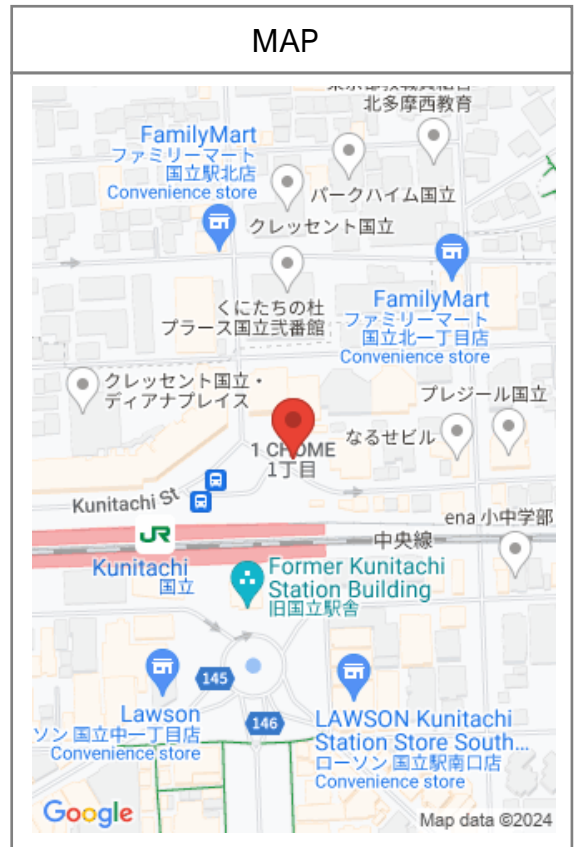 MAP
北多摩西教育
FamilyMart
ファミリーマート
国立駅北店
Convenience store
パークハイム国立
クレッセント国立
くにたちの杜
プラース国立弐番館
FamilyMart
ファミリーマート
国立北一丁目店
Convenience store
クレッセント国立・
ディアナプレイス
プレジール国立
なるせビル
1 CHOME
1丁目
Kunitachi St
JR
ena 小中学部
中央線
Kunitachi
国立
Former Kunitachi
Station Building
旧国立駅舎
145
146
Lawson
ソン 国立中一丁目店
Convenience store
LAWSON Kunitachi
Station Store South...
ローソン 国立駅南口店
Convenience store
Google
Map data ©2024